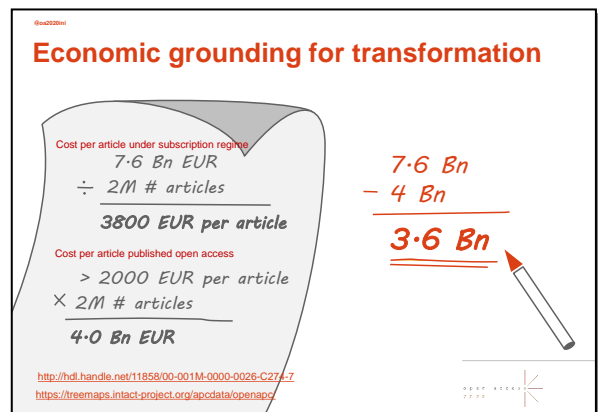 @oa2020ini
Economic grounding for transformation
Cost per article under subscription regime
7.6 Bn EUR
÷ 2M # articles
3800 EUR per article
Cost per article published open access
> 2000 EUR per article
× 2M # articles
4.0 Bn EUR
http://hdl.handle.net/11858/00-001M-0000-0026-C274-7
https://treemaps.intact-project.org/apcdata/openapc/
7.6 Bn
− 4 Bn
3.6 Bn
open access
2020